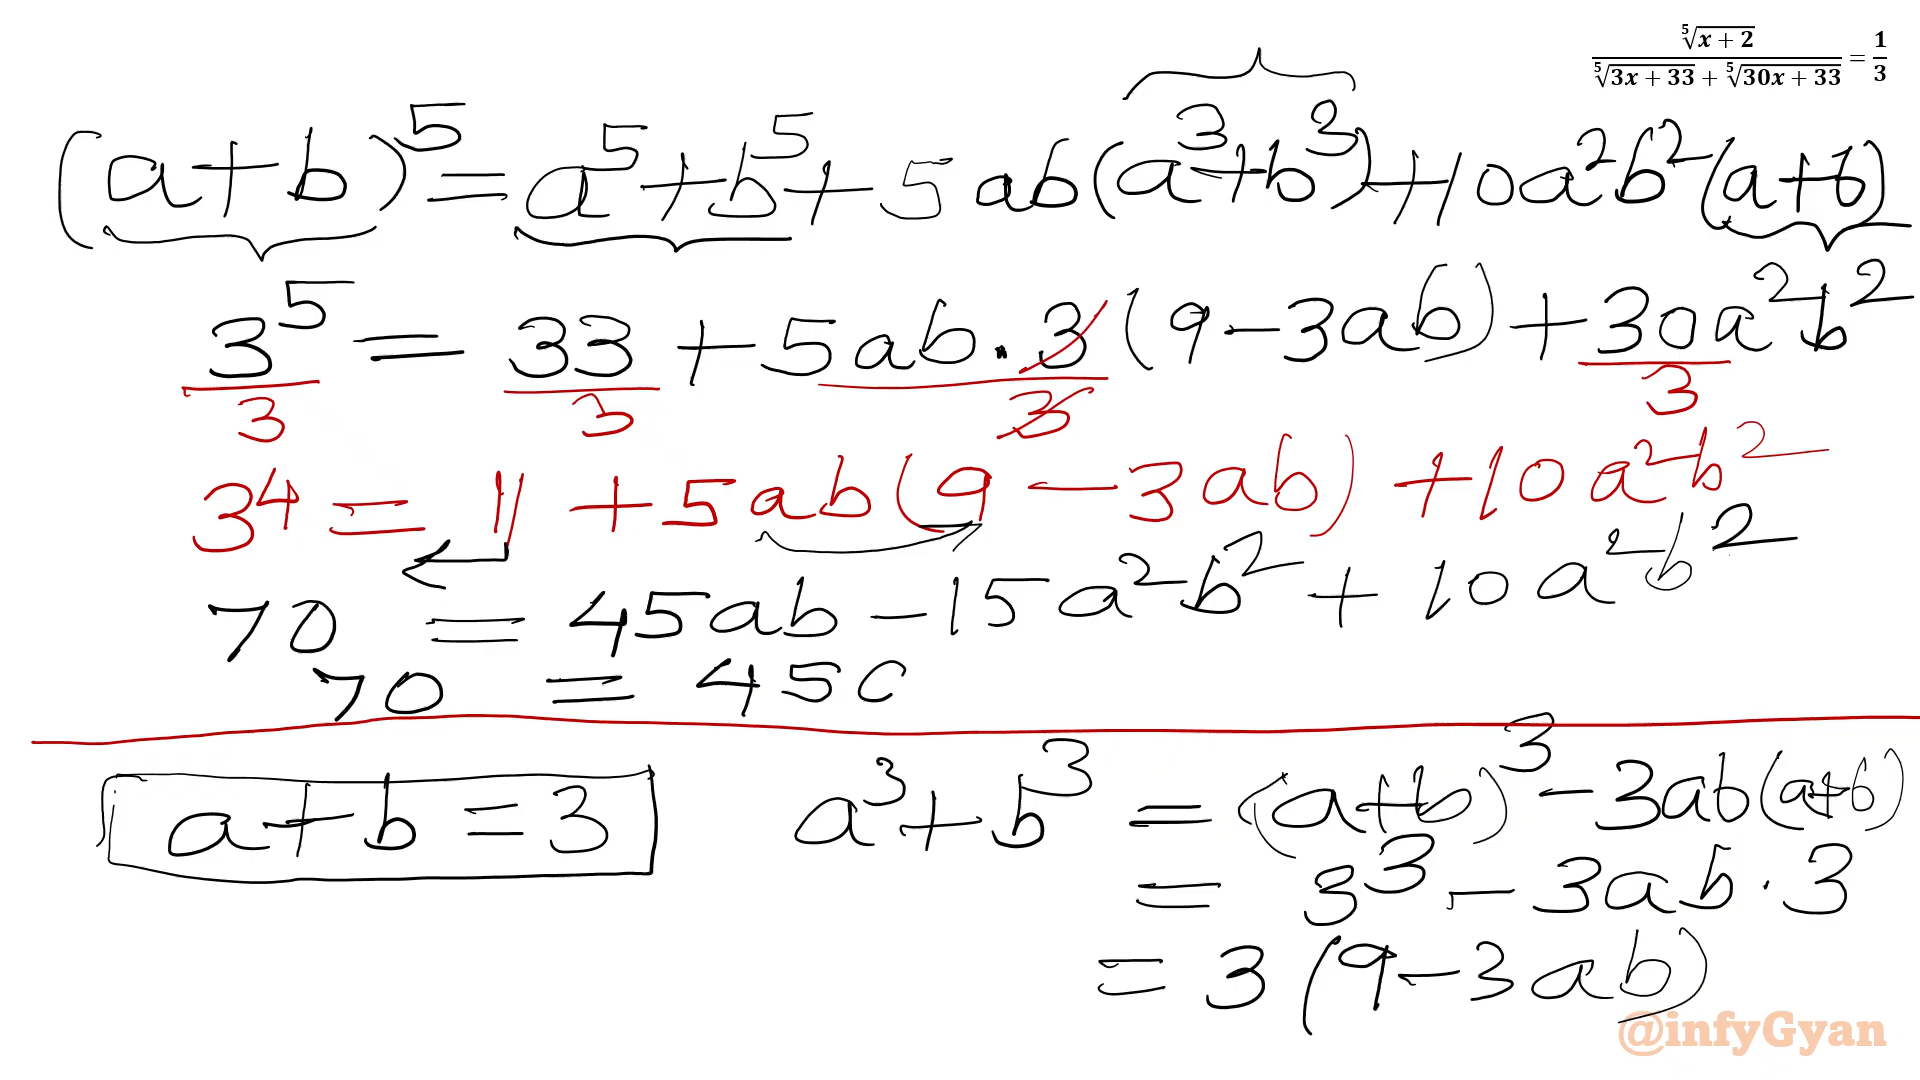 ⁵√(x + 2) / (⁵√(3x + 33) + ⁵√(30x + 33)) = 1/3
(a+b)⁵ = a⁵+b⁵+5ab(a³+b³)+10a²b²(a+b)
3⁵/3 = 33/3 + 5ab·3/3 (9-3ab) + 30a²b²/3
3⁴ = 11 + 5ab(9 - 3ab) + 10a²b²
70 = 45ab - 15a²b² + 10a²b²
70 = 45c
a+b=3
a³+b³ = (a+b)³-3ab(a+b)
= 3³ - 3ab·3
= 3(9-3ab)
@infyGyan